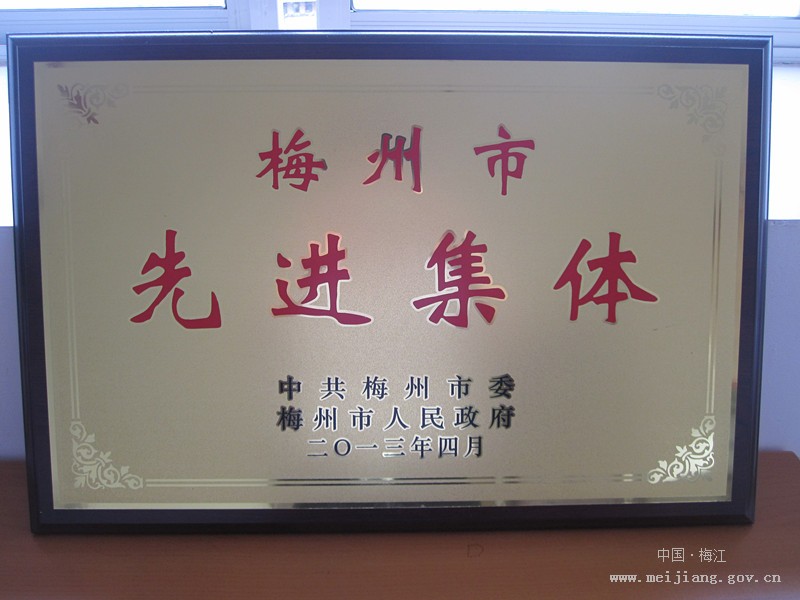 梅州市
先进集体
中共梅州市委
梅州市人民政府
二〇一三年四月
中国·梅江
www.meijiang.gov.cn